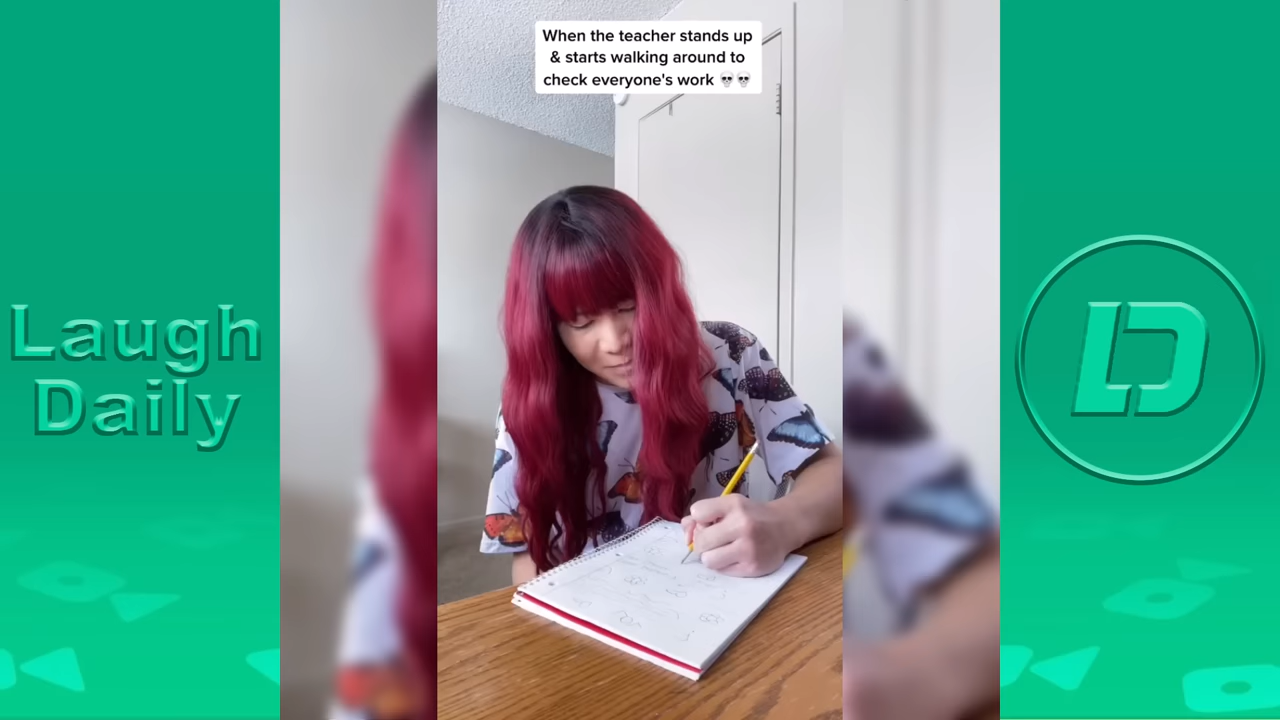 When the teacher stands up
& starts walking around to
check everyone's work 💀💀
Laugh
Daily
LD